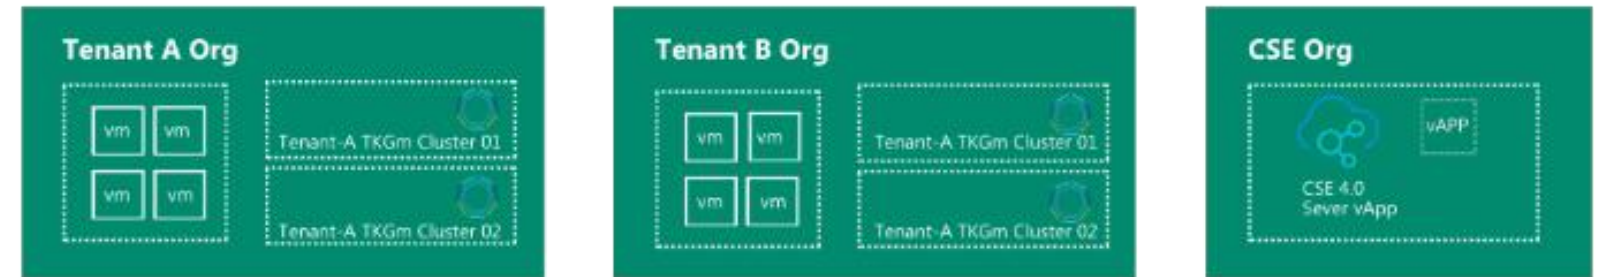 Tenant A Org
vm vm
vm vm
Tenant-A TKGm Cluster 01
Tenant-A TKGm Cluster 02
Tenant B Org
vm vm
vm vm
Tenant-A TKGm Cluster 01
Tenant-A TKGm Cluster 02
CSE Org
vAPP
CSE 4.0
Sever vApp